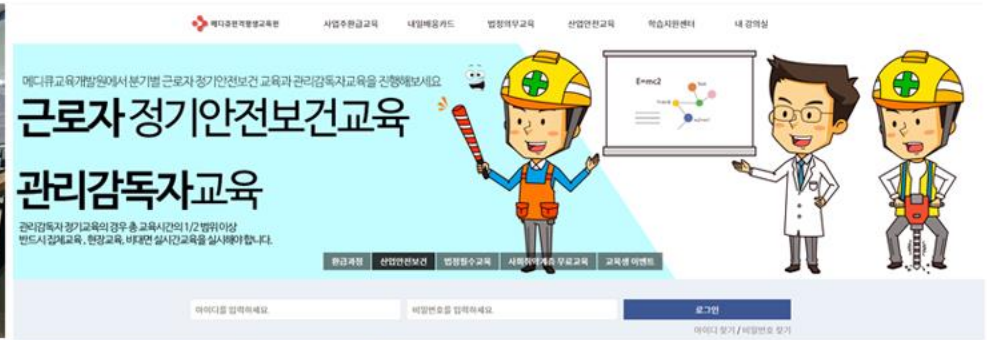 메디큐원격평생교육원
사업주환급교육 내일배움카드 법정의무교육 산업안전교육 학습지원센터 내 강의실
메디큐교육개발원에서 분기별 근로자 정기안전보건 교육과 관리감독자교육을 진행해보세요
근로자 정기안전보건교육
관리감독자교육
관리감독자 정기교육의 경우 총 교육시간의 1/2 범위 이상
반드시 집체교육, 현장교육, 비대면 실시간교육을 실시해야 합니다.
E=mc2
환급과정 산업안전보건 법정필수교육 사회취약계층 무료교육 교육생 이벤트
아이디를 입력하세요 비밀번호를 입력하세요 로그인
아이디 찾기 / 비밀번호 찾기